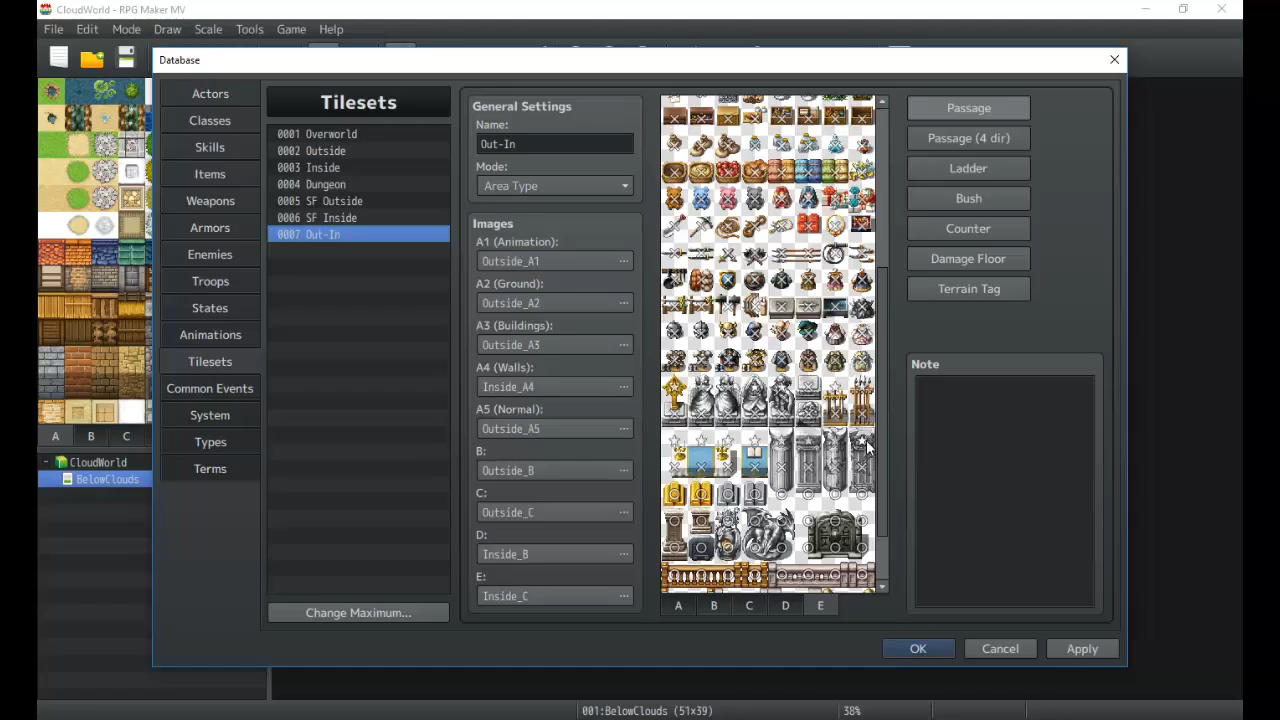 CloudWorld - RPG Maker MV
File Edit Mode Draw Scale Tools Game Help
Database
Actors
Classes
Skills
Items
Weapons
Armors
Enemies
Troops
States
Animations
Tilesets
Common Events
System
Types
Terms
Tilesets
0001 Overworld
0002 Outside
0003 Inside
0004 Dungeon
0005 SF Outside
0006 SF Inside
0007 Out-In
Change Maximum...
General Settings
Name:
Out-In
Mode:
Area Type
Images
A1 (Animation):
Outside_A1 ...
A2 (Ground):
Outside_A2 ...
A3 (Buildings):
Outside_A3 ...
A4 (Walls):
Inside_A4 ...
A5 (Normal):
Outside_A5 ...
B:
Outside_B ...
C:
Outside_C ...
D:
Inside_B ...
E:
Inside_C ...
A B C D E
Passage
Passage (4 dir)
Ladder
Bush
Counter
Damage Floor
Terrain Tag
Note
OK Cancel Apply
A B C
CloudWorld
BelowClouds
001:BelowClouds (51x39) 38%